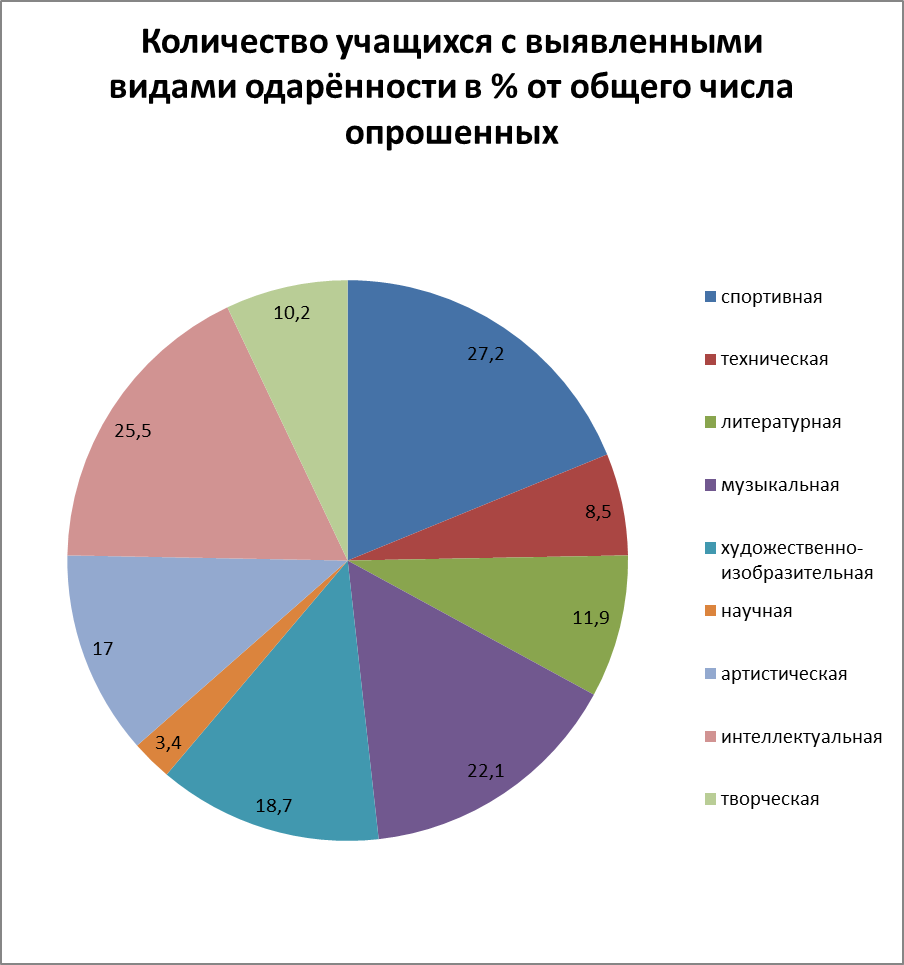 Количество учащихся с выявленными
видами одарённости в % от общего числа
опрошенных
10,2
27,2
25,5
8,5
11,9
17
3,4
22,1
18,7
спортивная
техническая
литературная
музыкальная
художественно-
изобразительная
научная
артистическая
интеллектуальная
творческая